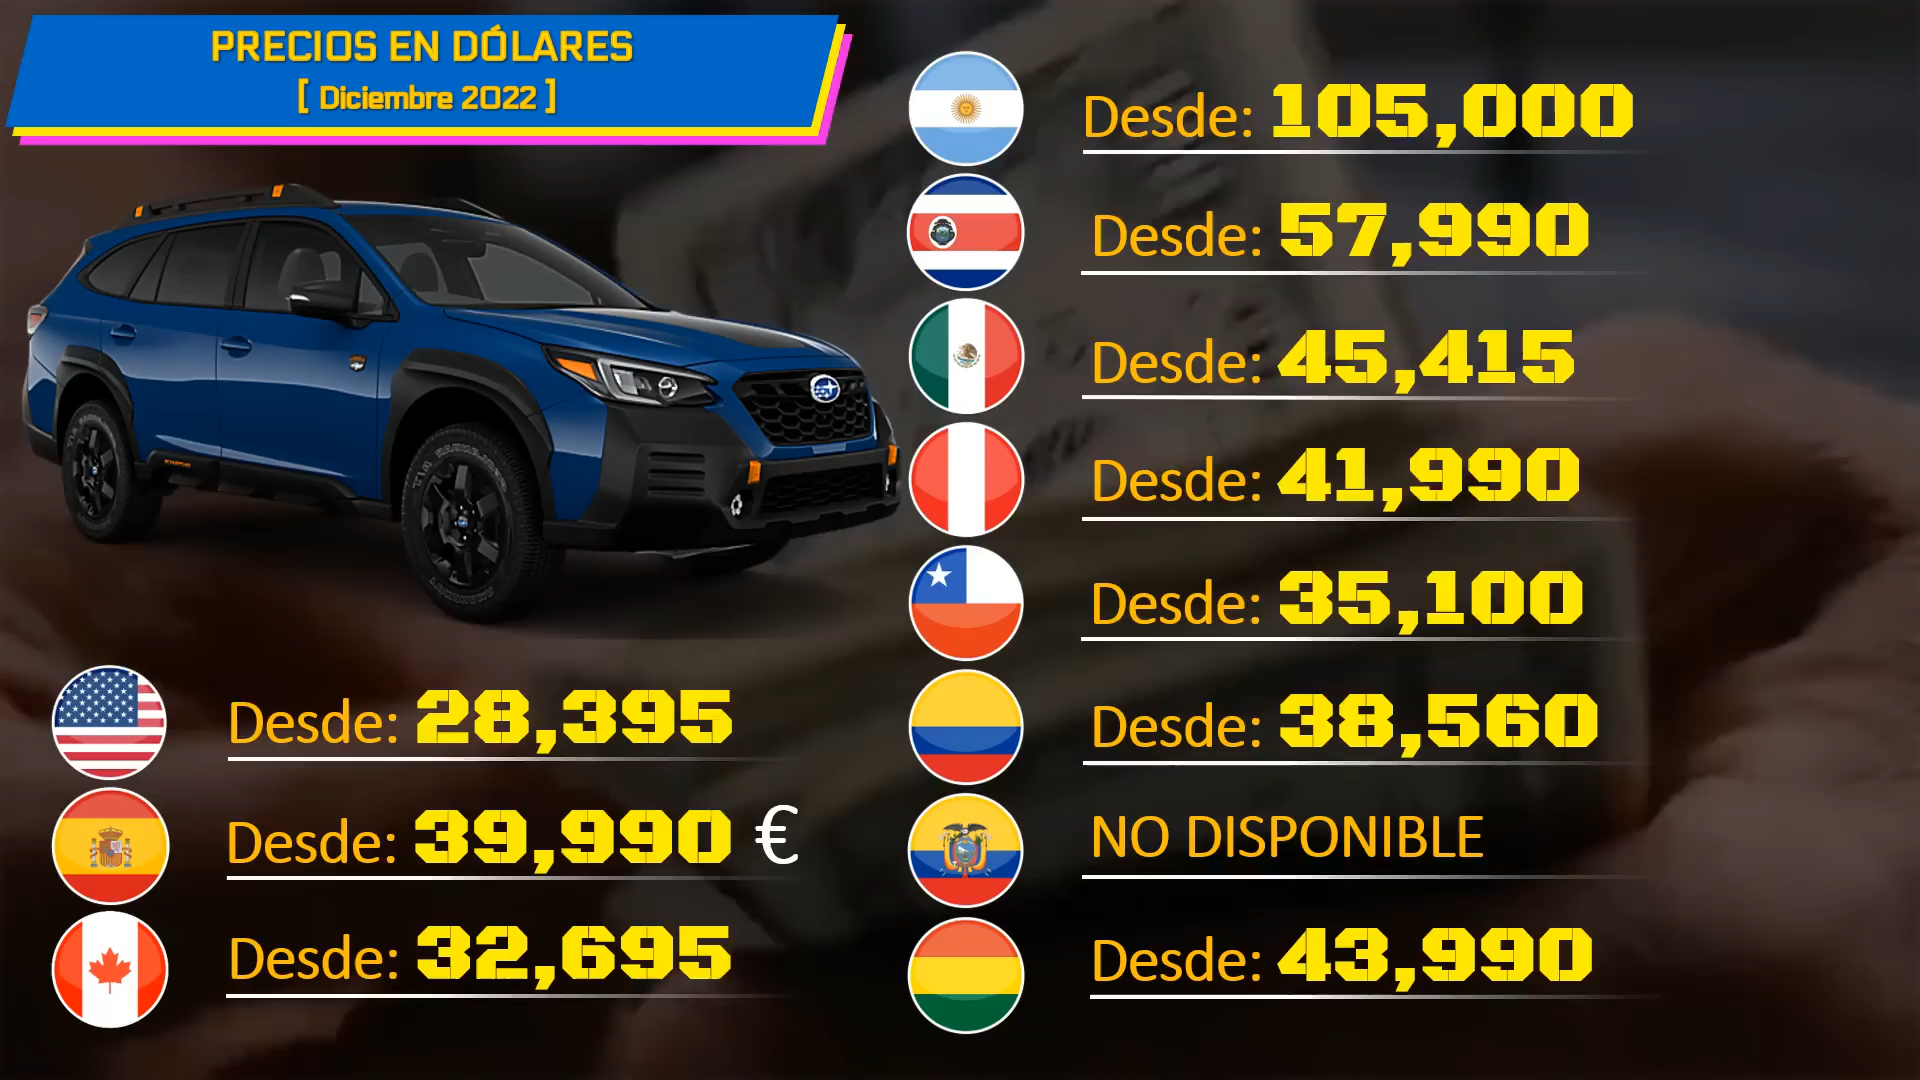 PRECIOS EN DÓLARES
[ Diciembre 2022 ]
Desde: 28,395
Desde: 39,990 €
Desde: 32,695
Desde: 105,000
Desde: 57,990
Desde: 45,415
Desde: 41,990
Desde: 35,100
Desde: 38,560
NO DISPONIBLE
Desde: 43,990